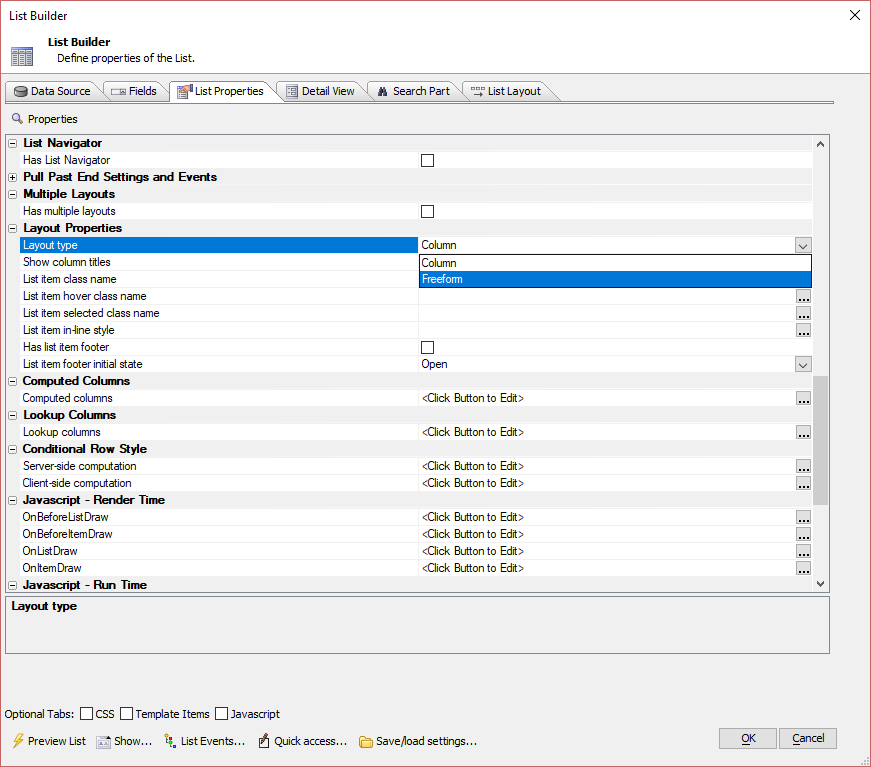 List Builder
List Builder
Define properties of the List.
Data Source Fields List Properties Detail View Search Part List Layout
Properties
List Navigator
Has List Navigator
Pull Past End Settings and Events
Multiple Layouts
Has multiple layouts
Layout Properties
Layout type Column
Show column titles Column
List item class name Freeform
List item hover class name ...
List item selected class name ...
List item in-line style ...
Has list item footer
List item footer initial state Open
Computed Columns
Computed columns <Click Button to Edit> ...
Lookup Columns
Lookup columns <Click Button to Edit> ...
Conditional Row Style
Server-side computation <Click Button to Edit> ...
Client-side computation <Click Button to Edit> ...
Javascript - Render Time
OnBeforeListDraw <Click Button to Edit> ...
OnBeforeItemDraw <Click Button to Edit> ...
OnListDraw <Click Button to Edit> ...
OnItemDraw <Click Button to Edit> ...
Javascript - Run Time
Layout type
Optional Tabs: CSS Template Items Javascript
Preview List Show... List Events... Quick access... Save/load settings... OK Cancel